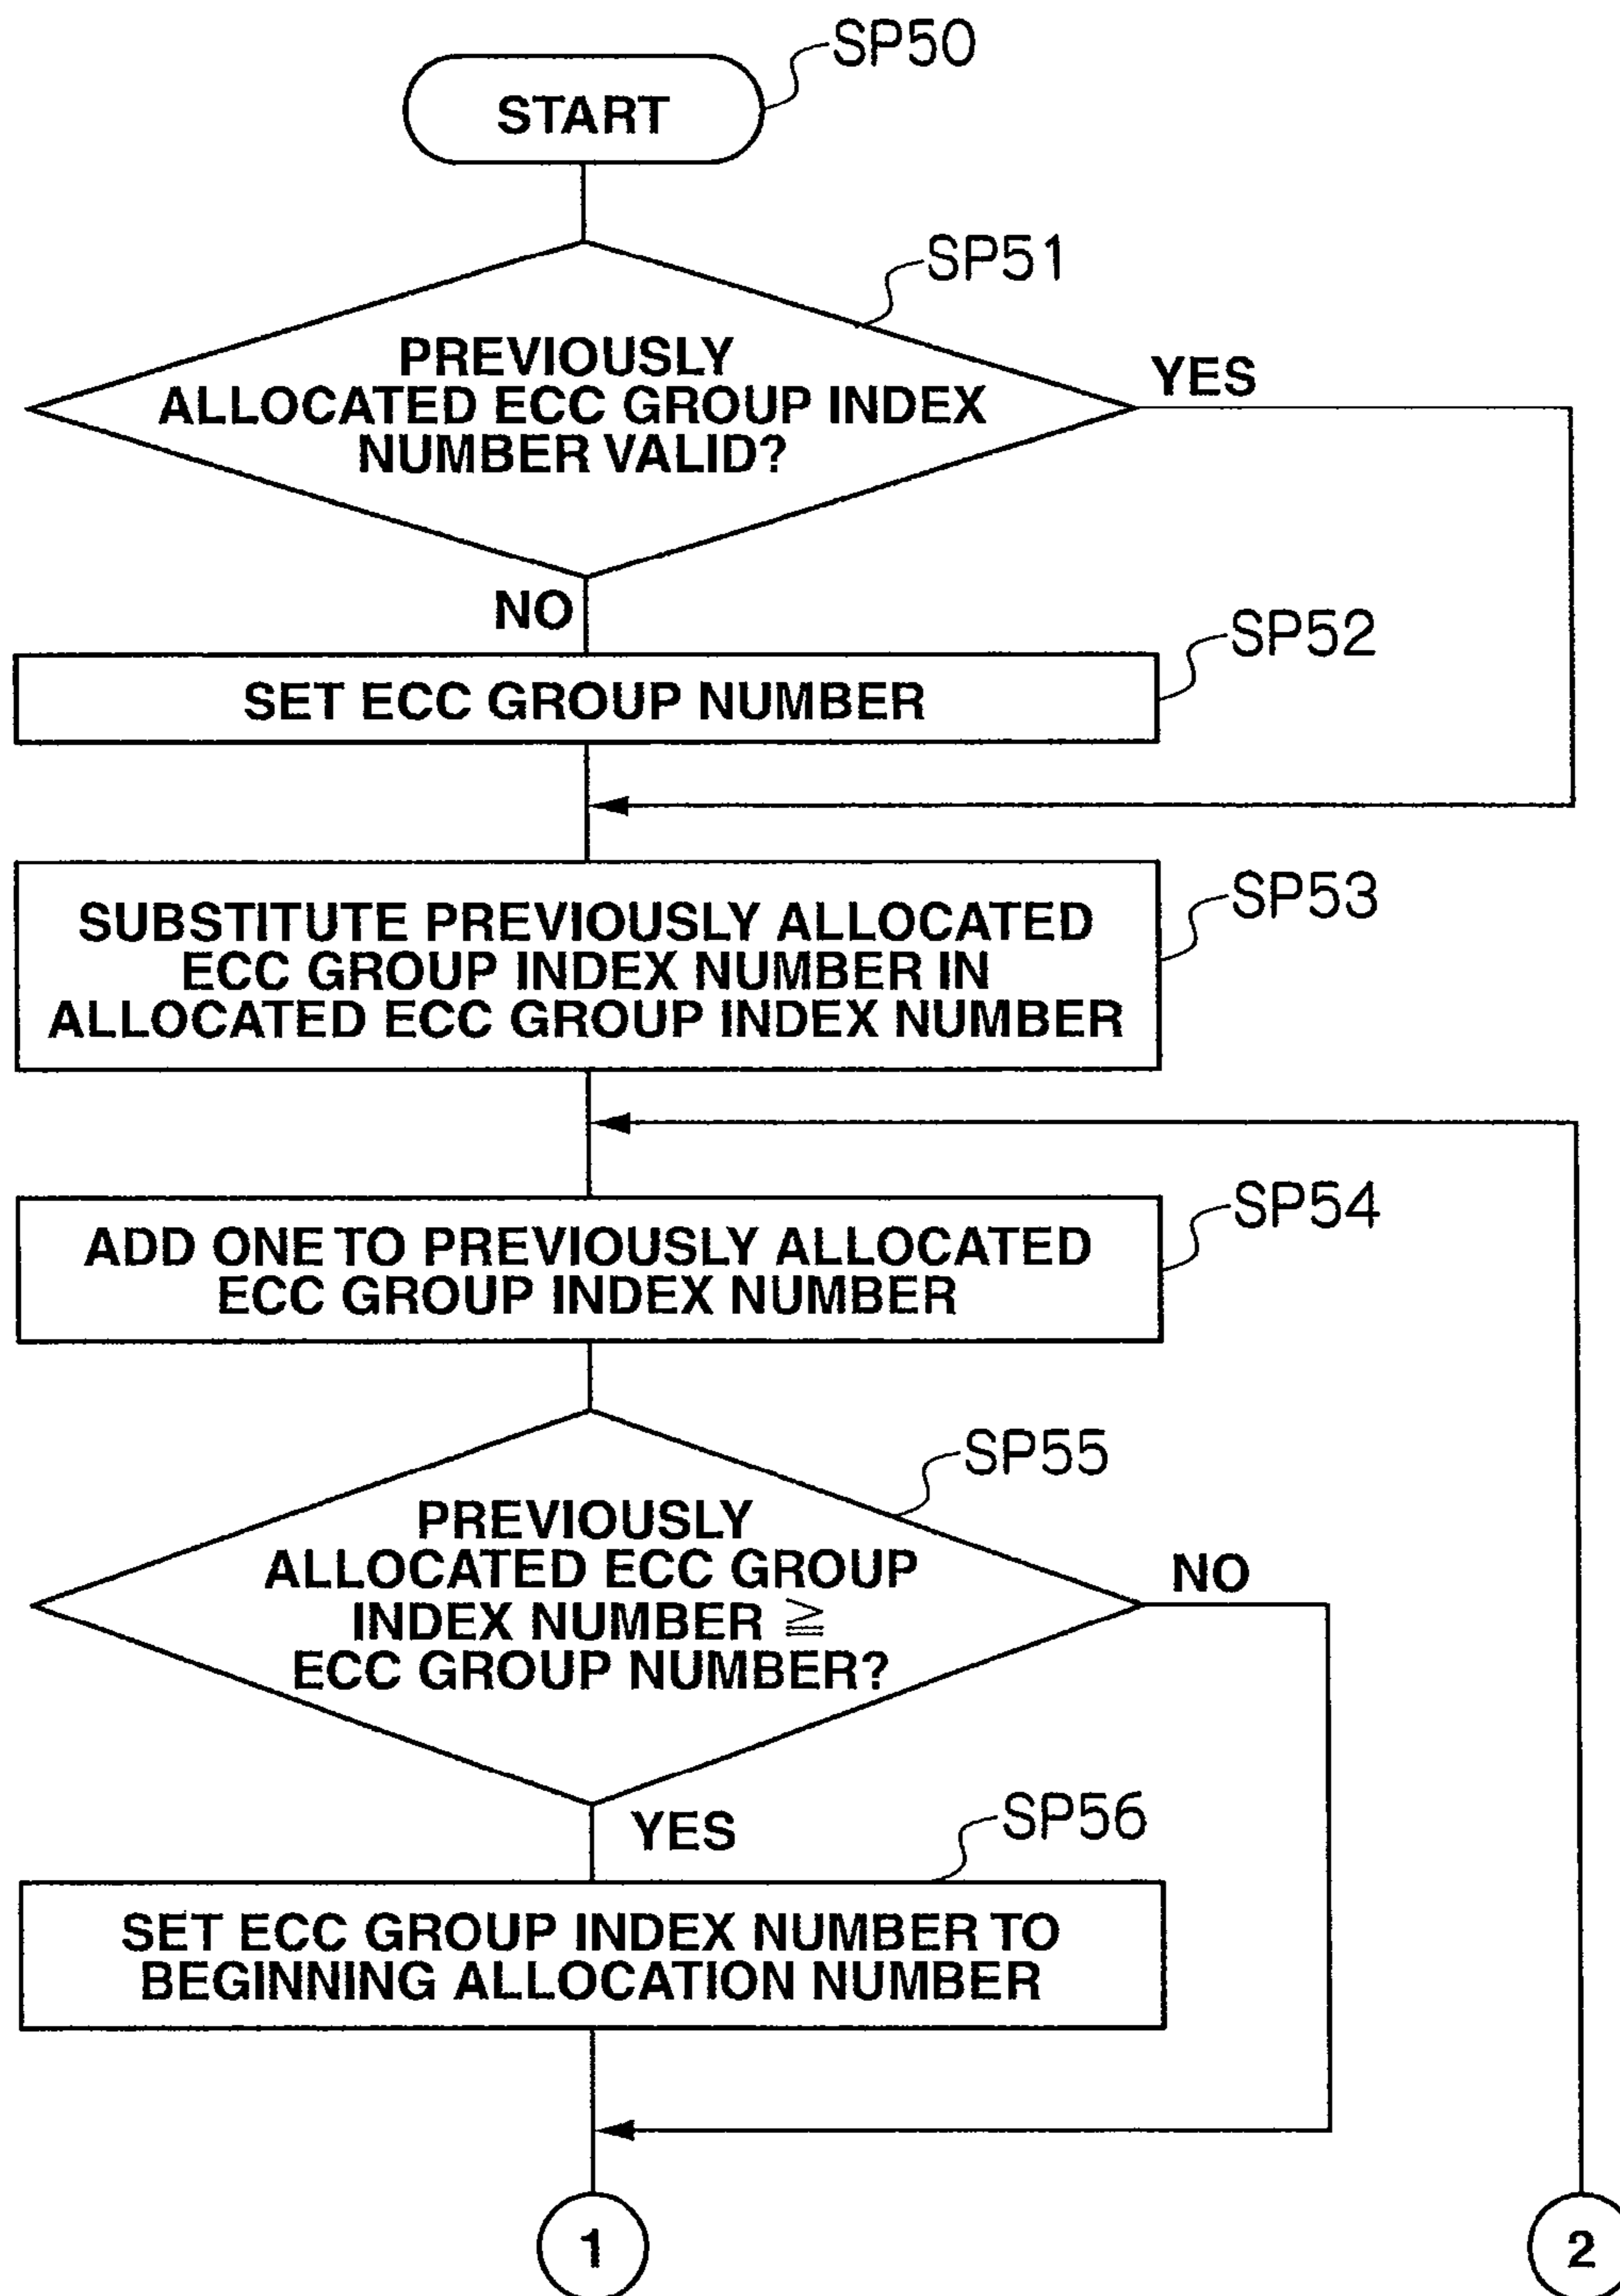 SP50
START
SP51
PREVIOUSLY
ALLOCATED ECC GROUP INDEX
NUMBER VALID?
YES
NO
SP52
SET ECC GROUP NUMBER
SP53
SUBSTITUTE PREVIOUSLY ALLOCATED
ECC GROUP INDEX NUMBER IN
ALLOCATED ECC GROUP INDEX NUMBER
SP54
ADD ONE TO PREVIOUSLY ALLOCATED
ECC GROUP INDEX NUMBER
SP55
PREVIOUSLY
ALLOCATED ECC GROUP
INDEX NUMBER ≧
ECC GROUP NUMBER?
NO
YES
SP56
SET ECC GROUP INDEX NUMBER TO
BEGINNING ALLOCATION NUMBER
1
2